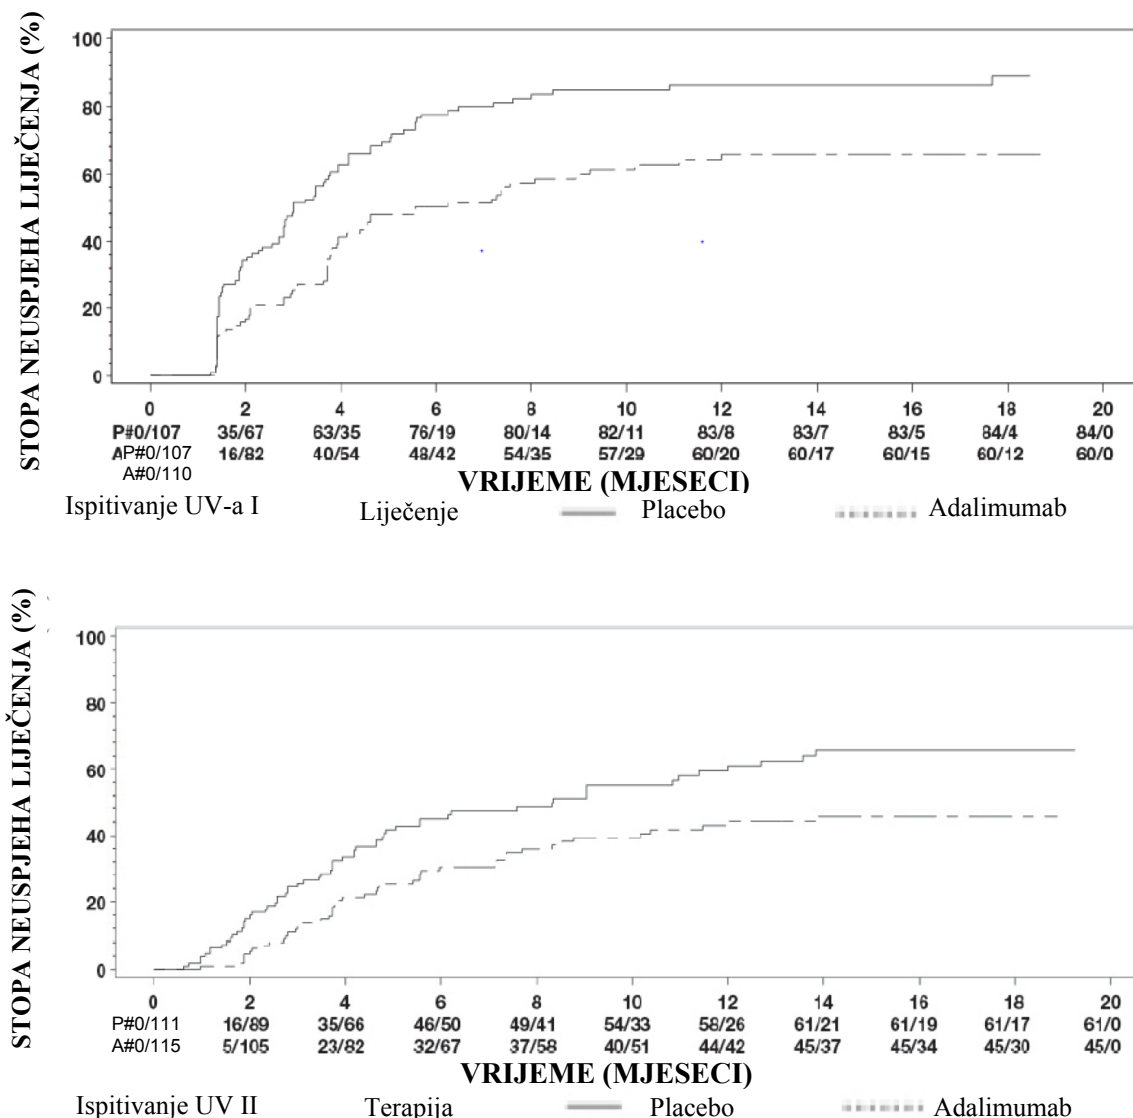 STOPA NEUSPJEHA LIJEČENJA (%)
100
80
60
40
20
0
0 2 4 6 8 10 12 14 16 18 20
P#0/107 35/67 63/35 76/19 80/14 82/11 83/8 83/7 83/5 84/4 84/0
AP#0/107 16/82 40/54 48/42 54/35 57/29 60/20 60/17 60/15 60/12 60/0
A#0/110
VRIJEME (MJESECI)
Ispitivanje UV-a I Liječenje Placebo Adalimumab
STOPA NEUSPJEHA LIJEČENJA (%)
100
80
60
40
20
0
0 2 4 6 8 10 12 14 16 18 20
P#0/111 16/89 35/66 46/50 49/41 54/33 58/26 61/21 61/19 61/17 61/0
A#0/115 5/105 23/82 32/67 37/58 40/51 44/42 45/37 45/34 45/30 45/0
VRIJEME (MJESECI)
Ispitivanje UV II Terapija Placebo Adalimumab